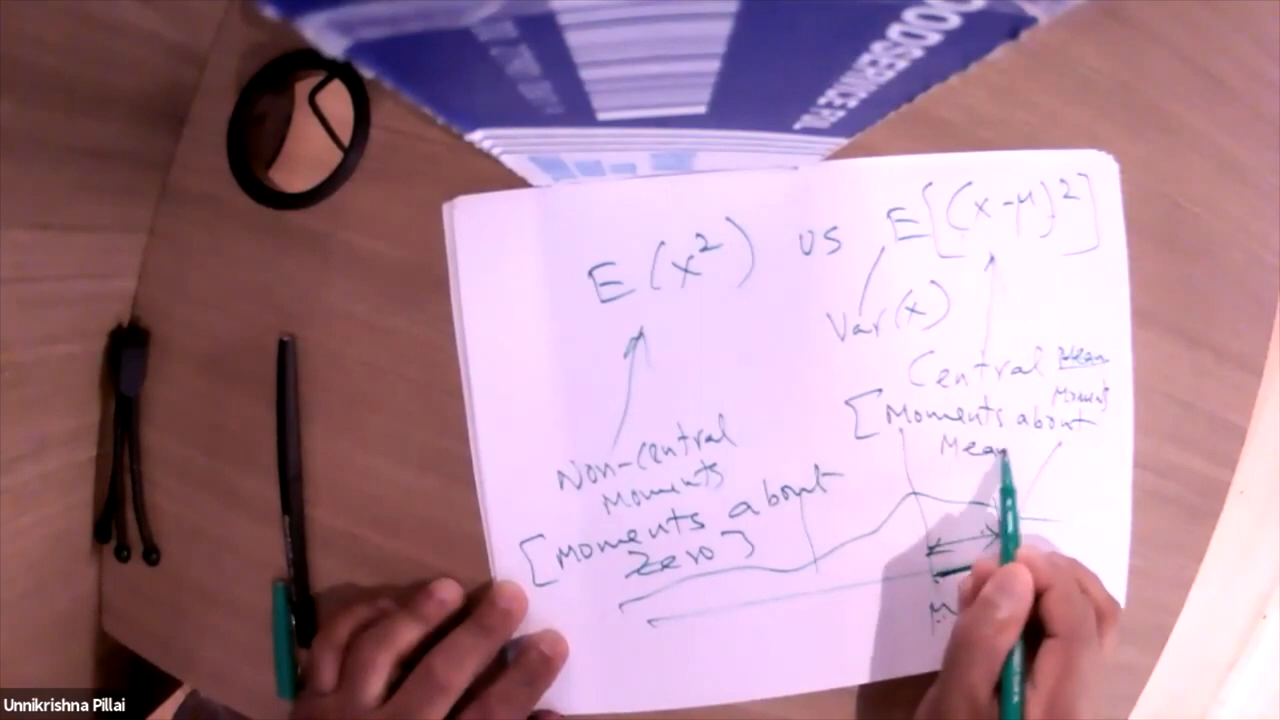 E(x²) vs E[(x-μ)²]
Var(x)
Central
Moments
[Moments about
Mean
Non-central
Moments
[Moments about
Zero]
μ
Unnikrishna Pillai